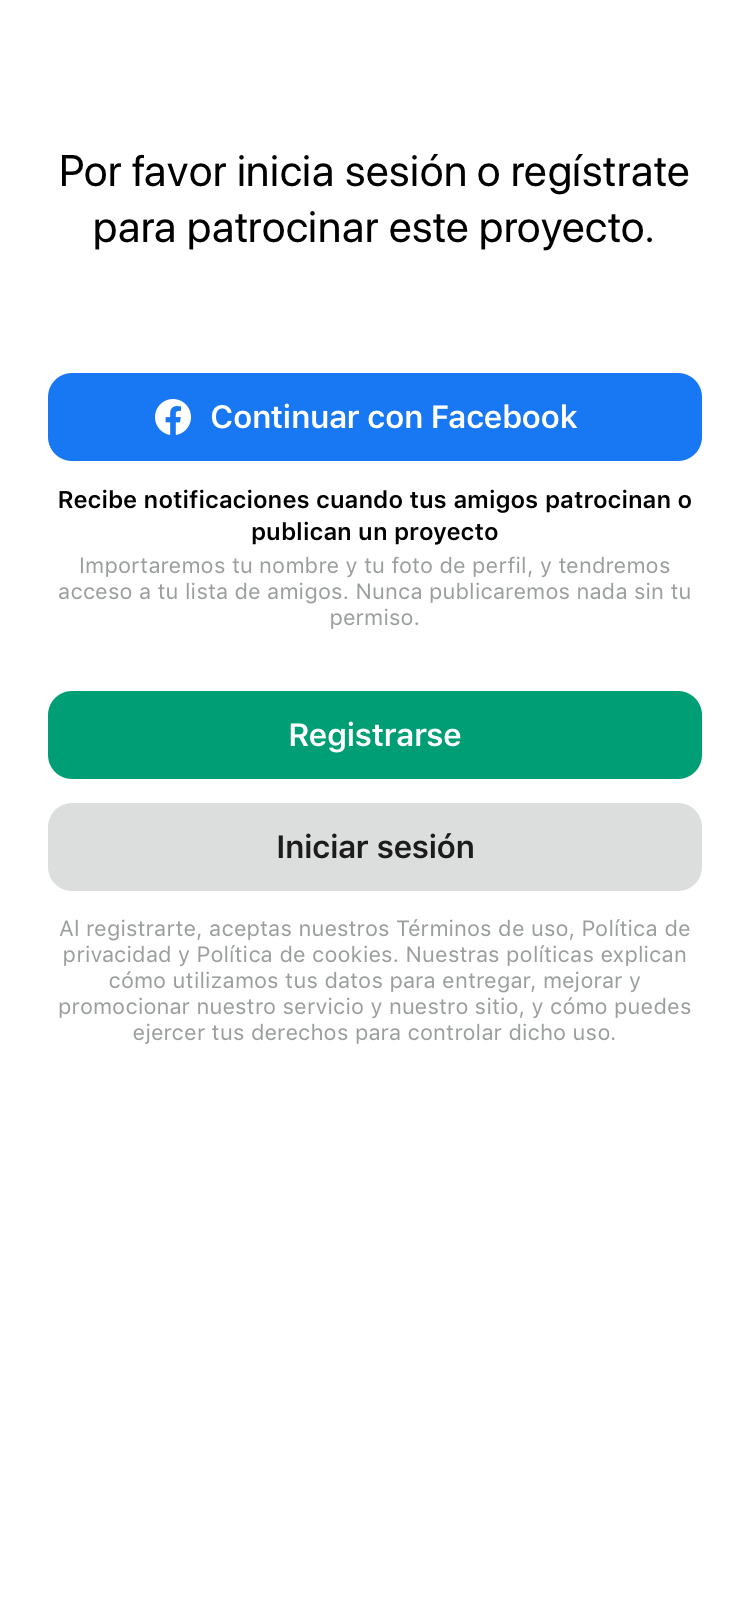 Por favor inicia sesión o regístrate
para patrocinar este proyecto.
Continuar con Facebook
Recibe notificaciones cuando tus amigos patrocinan o
publican un proyecto
Importaremos tu nombre y tu foto de perfil, y tendremos
acceso a tu lista de amigos. Nunca publicaremos nada sin tu
permiso.
Registrarse
Iniciar sesión
Al registrarte, aceptas nuestros Términos de uso, Política de
privacidad y Política de cookies. Nuestras políticas explican
cómo utilizamos tus datos para entregar, mejorar y
promocionar nuestro servicio y nuestro sitio, y cómo puedes
ejercer tus derechos para controlar dicho uso.